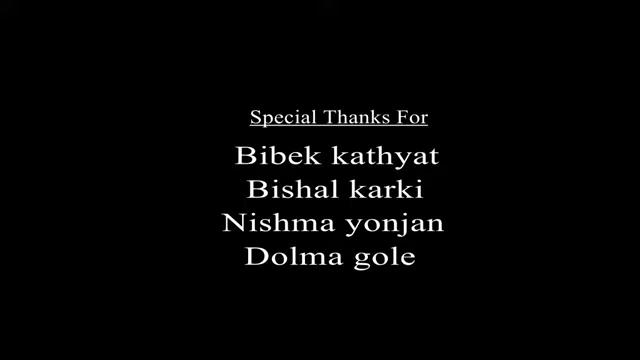 Special Thanks For
Bibek kathyat
Bishal karki
Nishma yonjan
Dolma gole